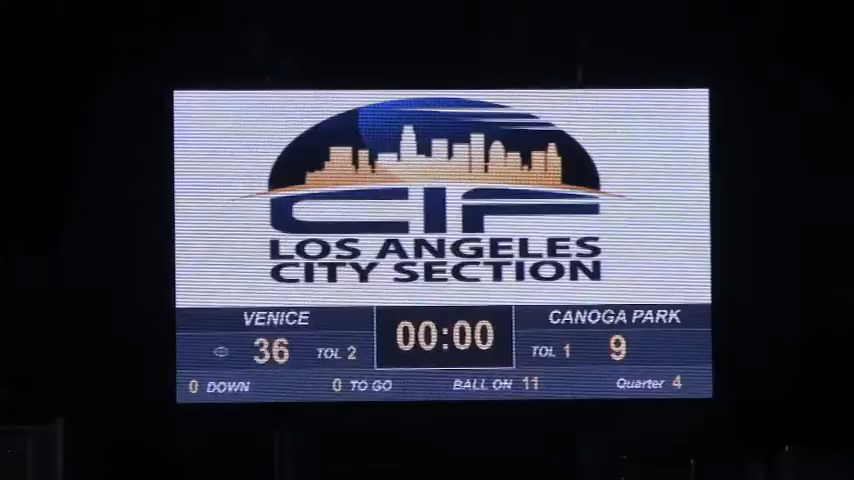 CIF
LOS ANGELES
CITY SECTION
VENICE 00:00 CANOGA PARK
36 TOL 2 TOL 1 9
0 DOWN 0 TO GO BALL ON 11 Quarter 4